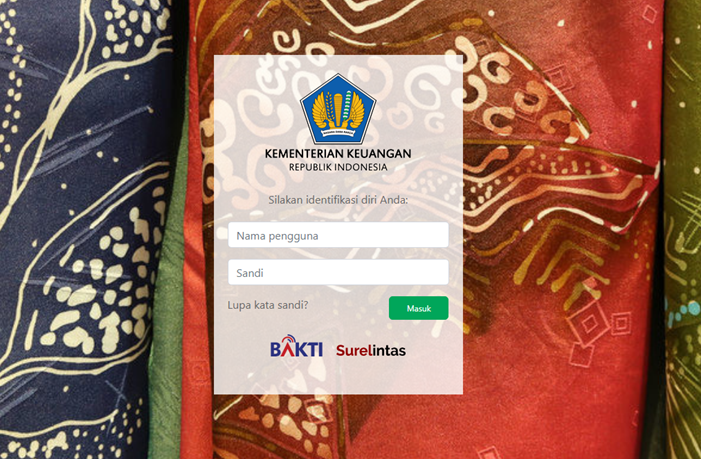 KEMENTERIAN KEUANGAN
REPUBLIK INDONESIA
Silakan identifikasi diri Anda:
Nama pengguna
Sandi
Lupa kata sandi?
Masuk
BAKTI Surelintas